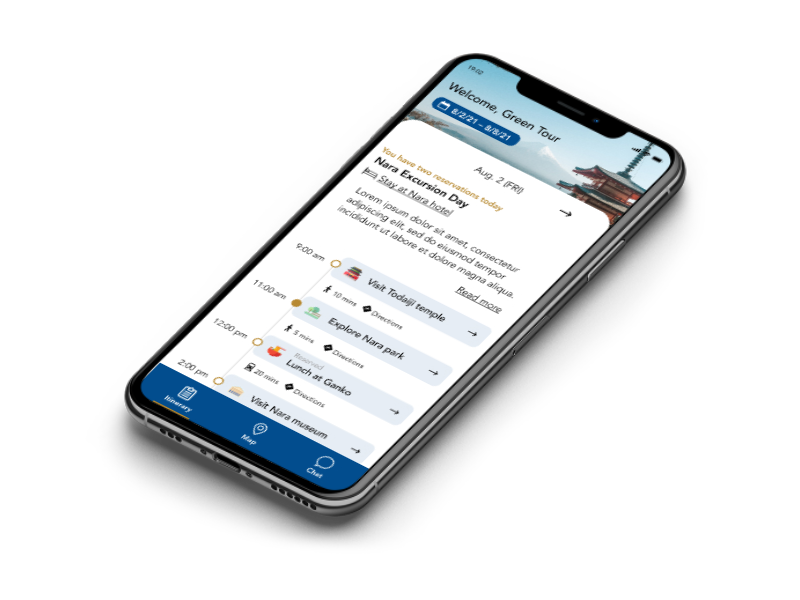 19:02
Welcome, Green Tour
8/2/21 – 8/8/21
Aug. 2 (FRI)
You have two reservations today
Nara Excursion Day
Stay at Nara hotel
Lorem ipsum dolor sit amet, consectetur
adipiscing elit, sed do eiusmod tempor
incididunt ut labore et dolore magna aliqua.
Read more
9:00 am
Visit Todaiji temple
10 mins
Directions
11:00 am
Explore Nara park
5 mins
Directions
12:00 pm
Reserved
Lunch at Ganko
20 mins
Directions
2:00 pm
Visit Nara museum
Itinerary
Map
Chat